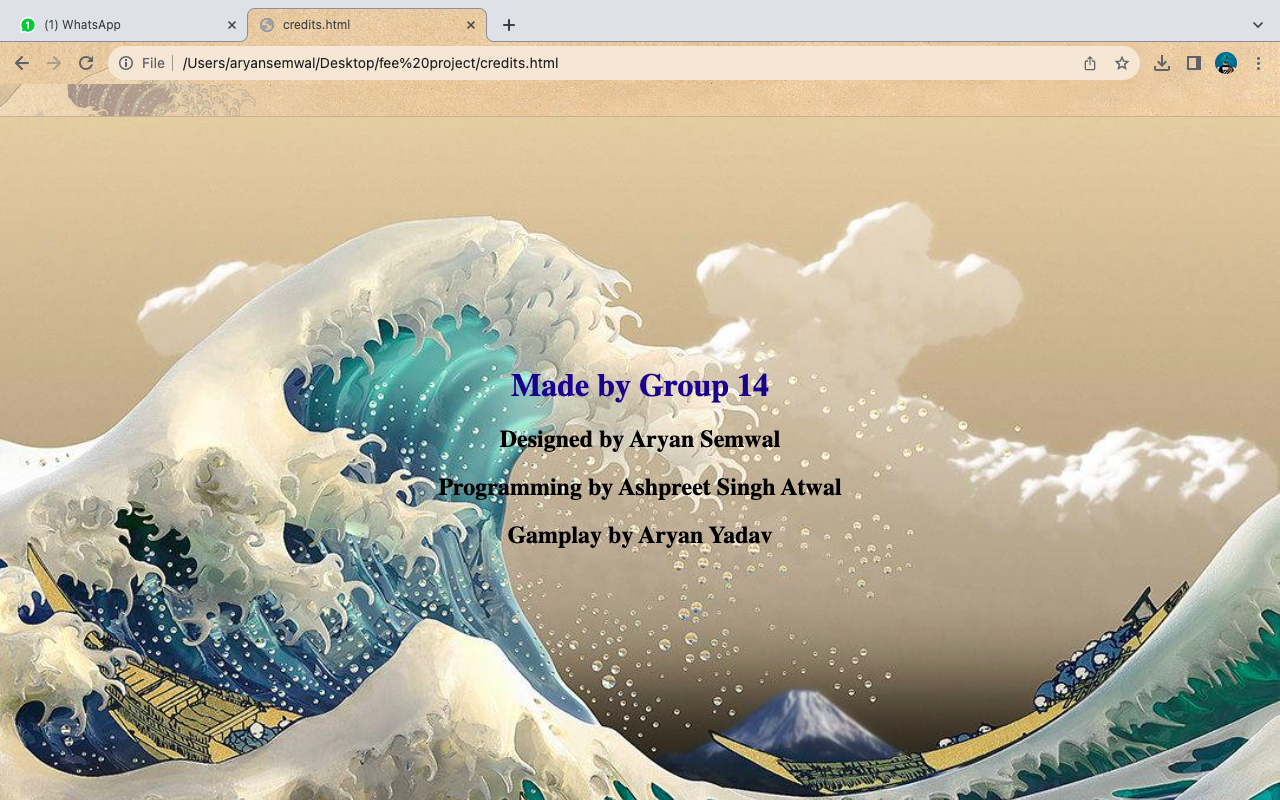 (1) WhatsApp
credits.html
File
/Users/aryansemwal/Desktop/fee%20project/credits.html
Made by Group 14
Designed by Aryan Semwal
Programming by Ashpreet Singh Atwal
Gamplay by Aryan Yadav